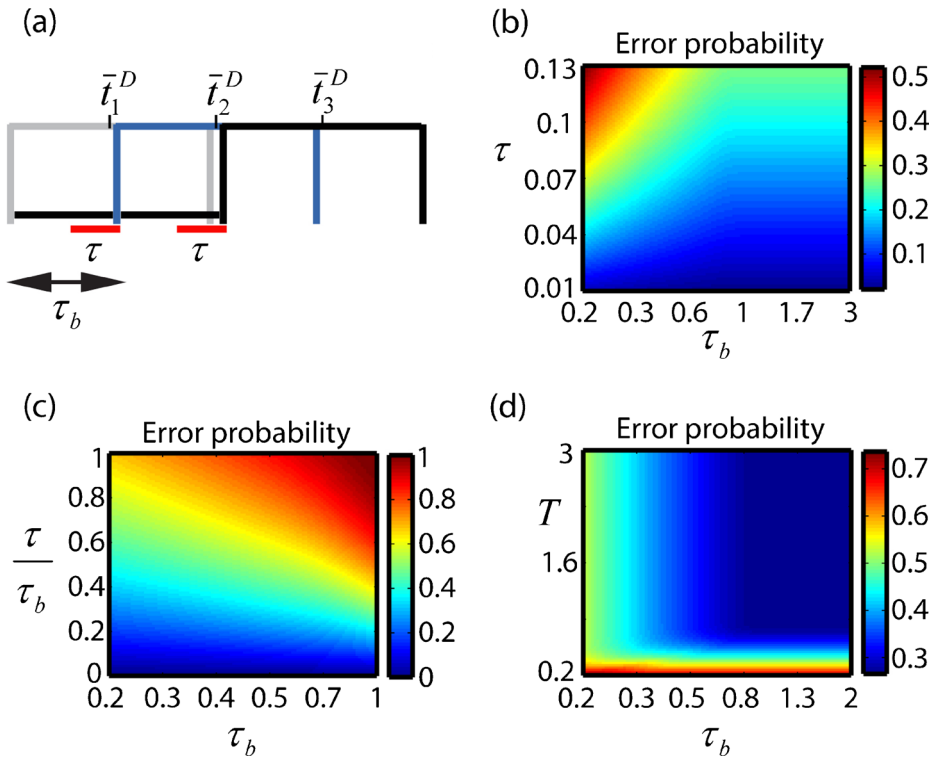 (a)
t̄₁ᴰ t̄₂ᴰ t̄₃ᴰ
τ τ
τ_b
(b)
Error probability
0.13
0.1
τ
0.07
0.04
0.01
0.2 0.3 0.6 1 1.7 3
τ_b
0.5
0.4
0.3
0.2
0.1
(c)
Error probability
1
0.8
τ/τ_b
0.6
0.4
0.2
0
0.2 0.3 0.4 0.5 0.7 1
τ_b
1
0.8
0.6
0.4
0.2
0
(d)
Error probability
3
T
1.6
0.2
0.2 0.3 0.5 0.8 1.3 2
τ_b
0.7
0.6
0.5
0.4
0.3